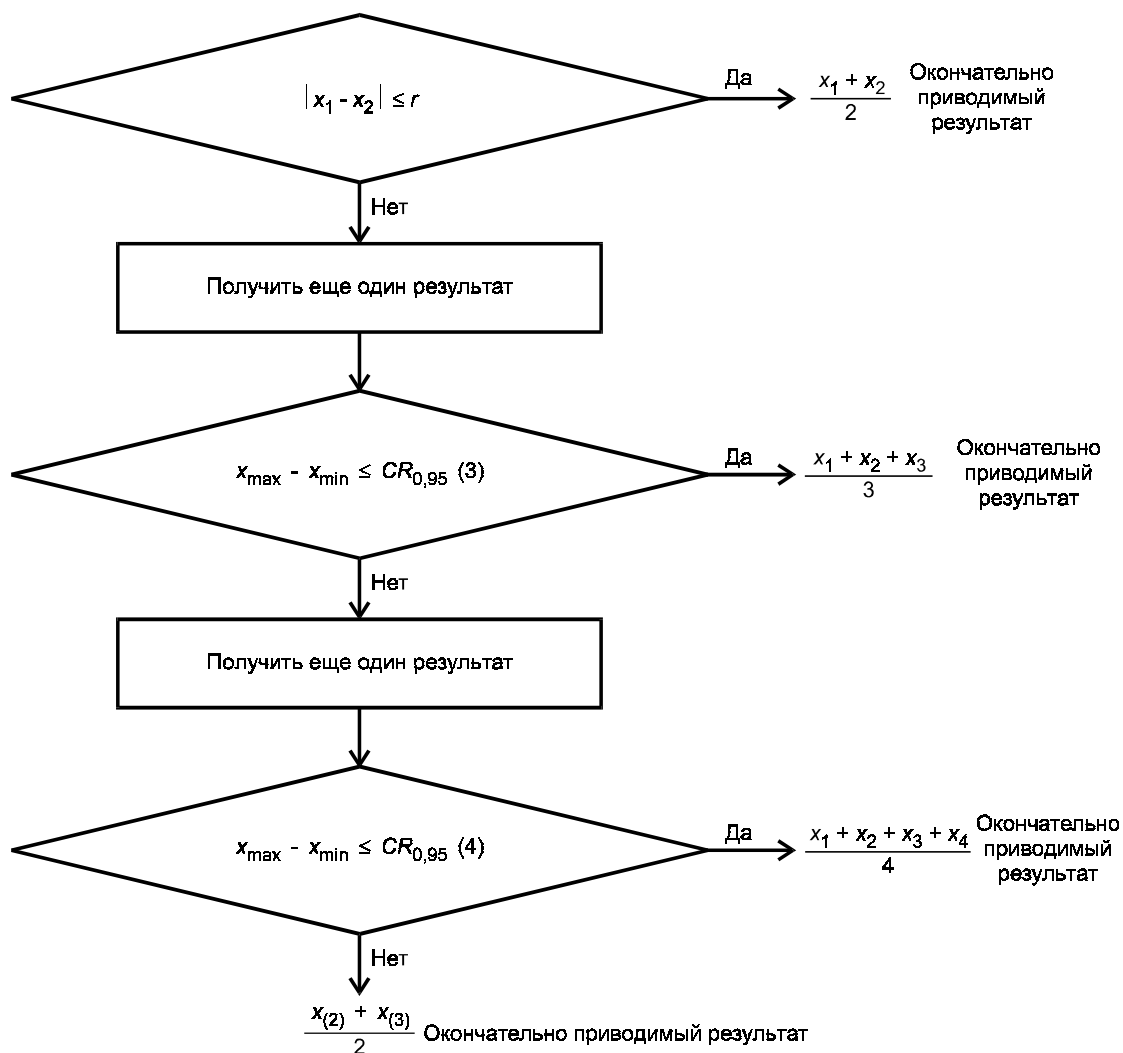 |x₁ - x₂| ≤ r
Да
x₁ + x₂
2
Окончательно
приводимый
результат
Нет
Получить еще один результат
xmax - xmin ≤ CR0,95 (3)
Да
x₁ + x₂ + x₃
3
Окончательно
приводимый
результат
Нет
Получить еще один результат
xmax - xmin ≤ CR0,95 (4)
Да
x₁ + x₂ + x₃ + x₄
4
Окончательно
приводимый
результат
Нет
x(2) + x(3)
2
Окончательно приводимый результат